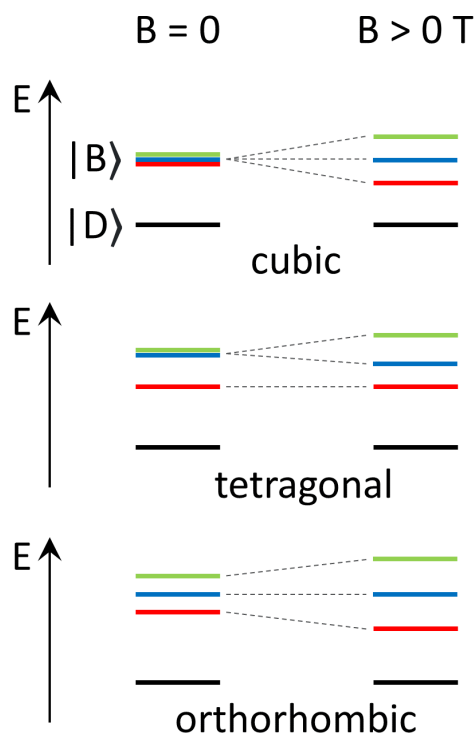 B = 0
B > 0 T
E
|B⟩
|D⟩
cubic
E
tetragonal
E
orthorhombic